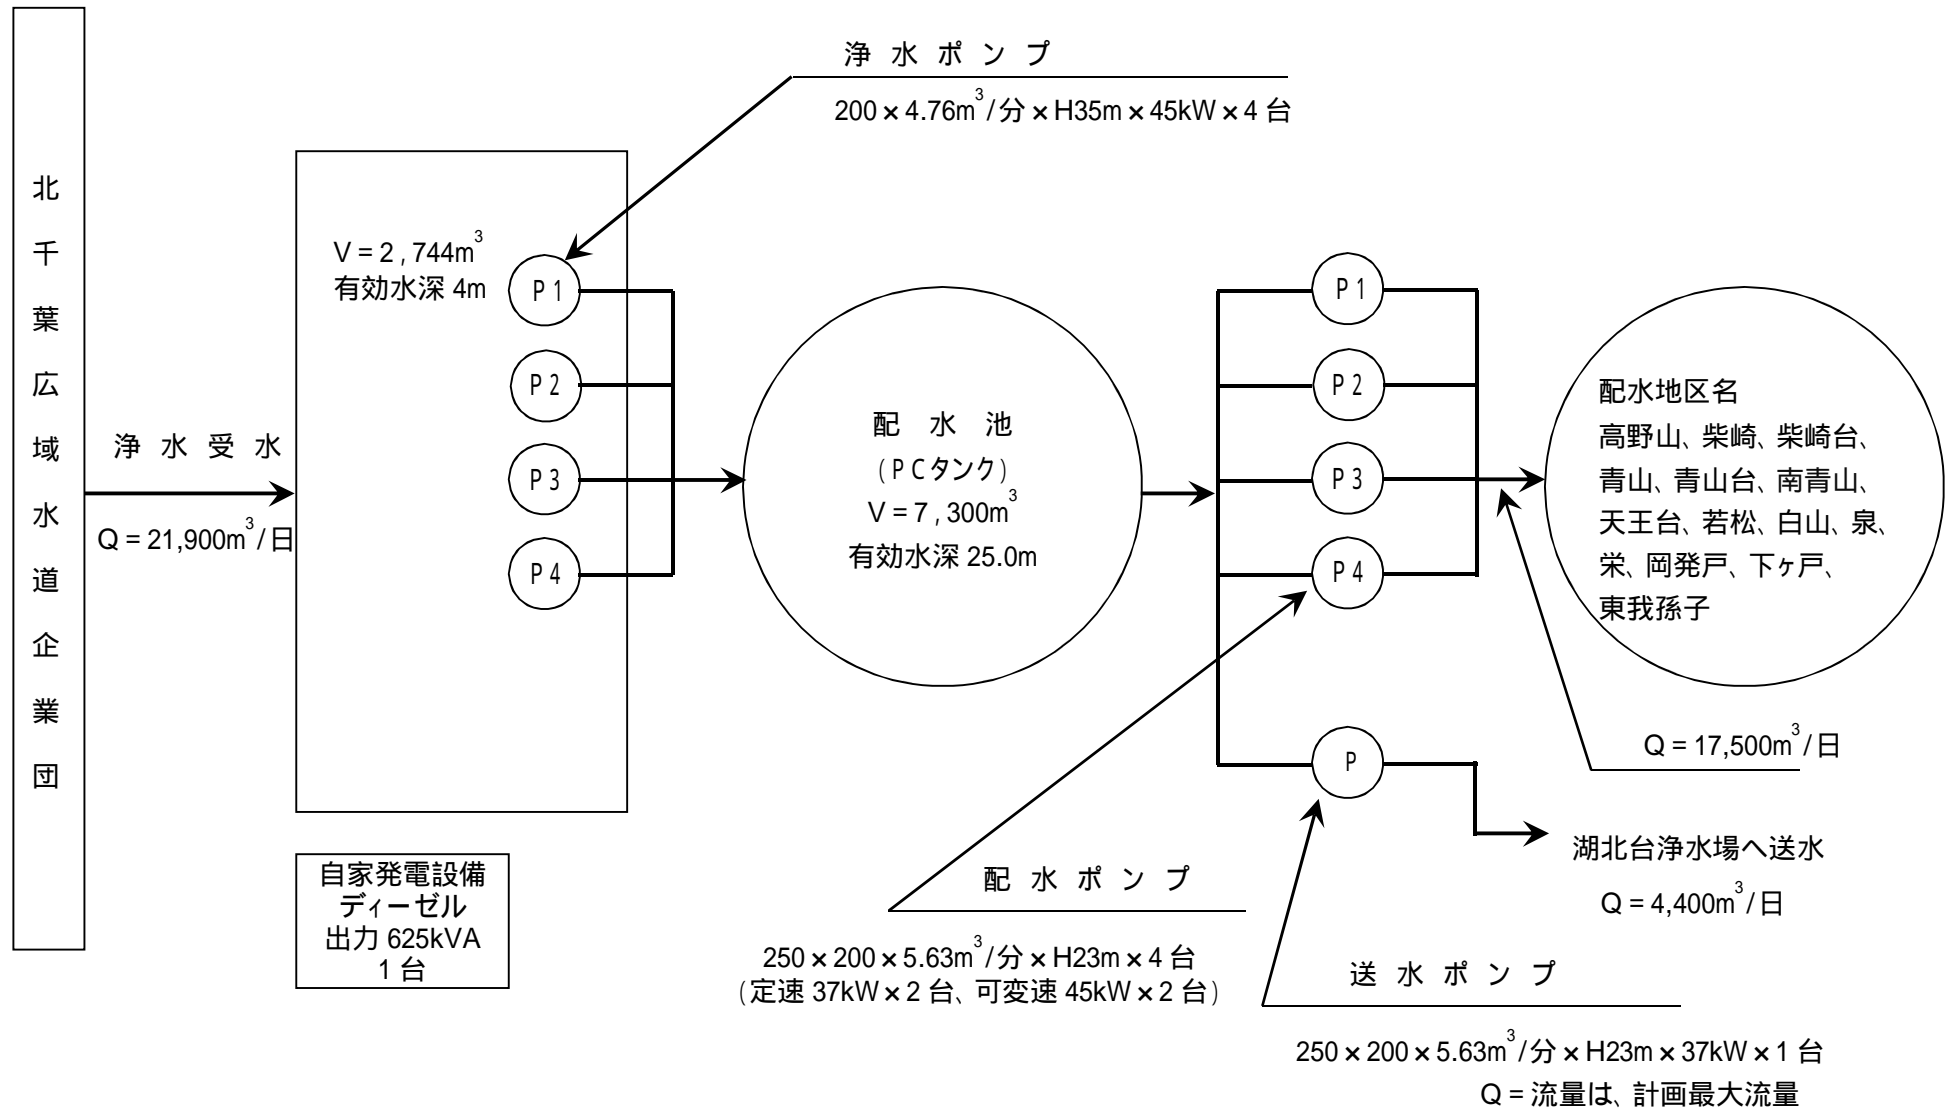 北千葉広域水道企業団
浄水受水
Q = 21,900m³/日
V = 2,744m³
有効水深 4m
P1
P2
P3
P4
自家発電設備
ディーゼル
出力 625kVA
1 台
浄水ポンプ
200 × 4.76m³/分 × H35m × 45kW × 4 台
配水池
(PCタンク)
V = 7,300m³
有効水深 25.0m
P1
P2
P3
P4
P
配水ポンプ
250 × 200 × 5.63m³/分 × H23m × 4 台
(定速 37kW × 2 台、可変速 45kW × 2 台)
配水地区名
高野山、柴崎、柴崎台、
青山、青山台、南青山、
天王台、若松、白山、泉、
栄、岡発戸、下ヶ戸、
東我孫子
Q = 17,500m³/日
湖北台浄水場へ送水
Q = 4,400m³/日
送水ポンプ
250 × 200 × 5.63m³/分 × H23m × 37kW × 1 台
Q = 流量は、計画最大流量